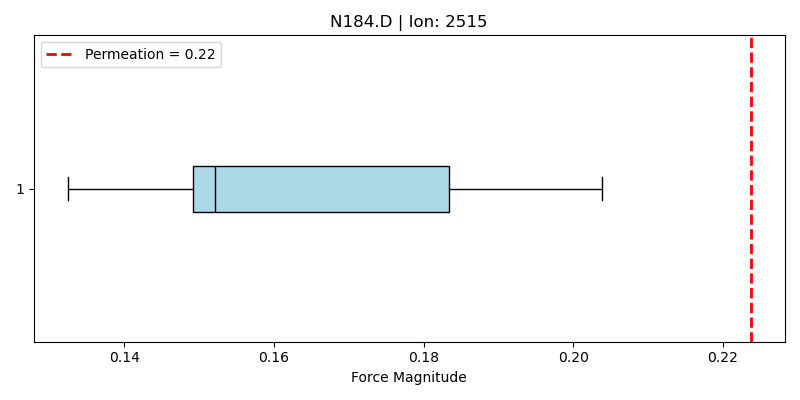 N184.D | Ion: 2515
Permeation = 0.22
1
0.14 0.16 0.18 0.20 0.22
Force Magnitude